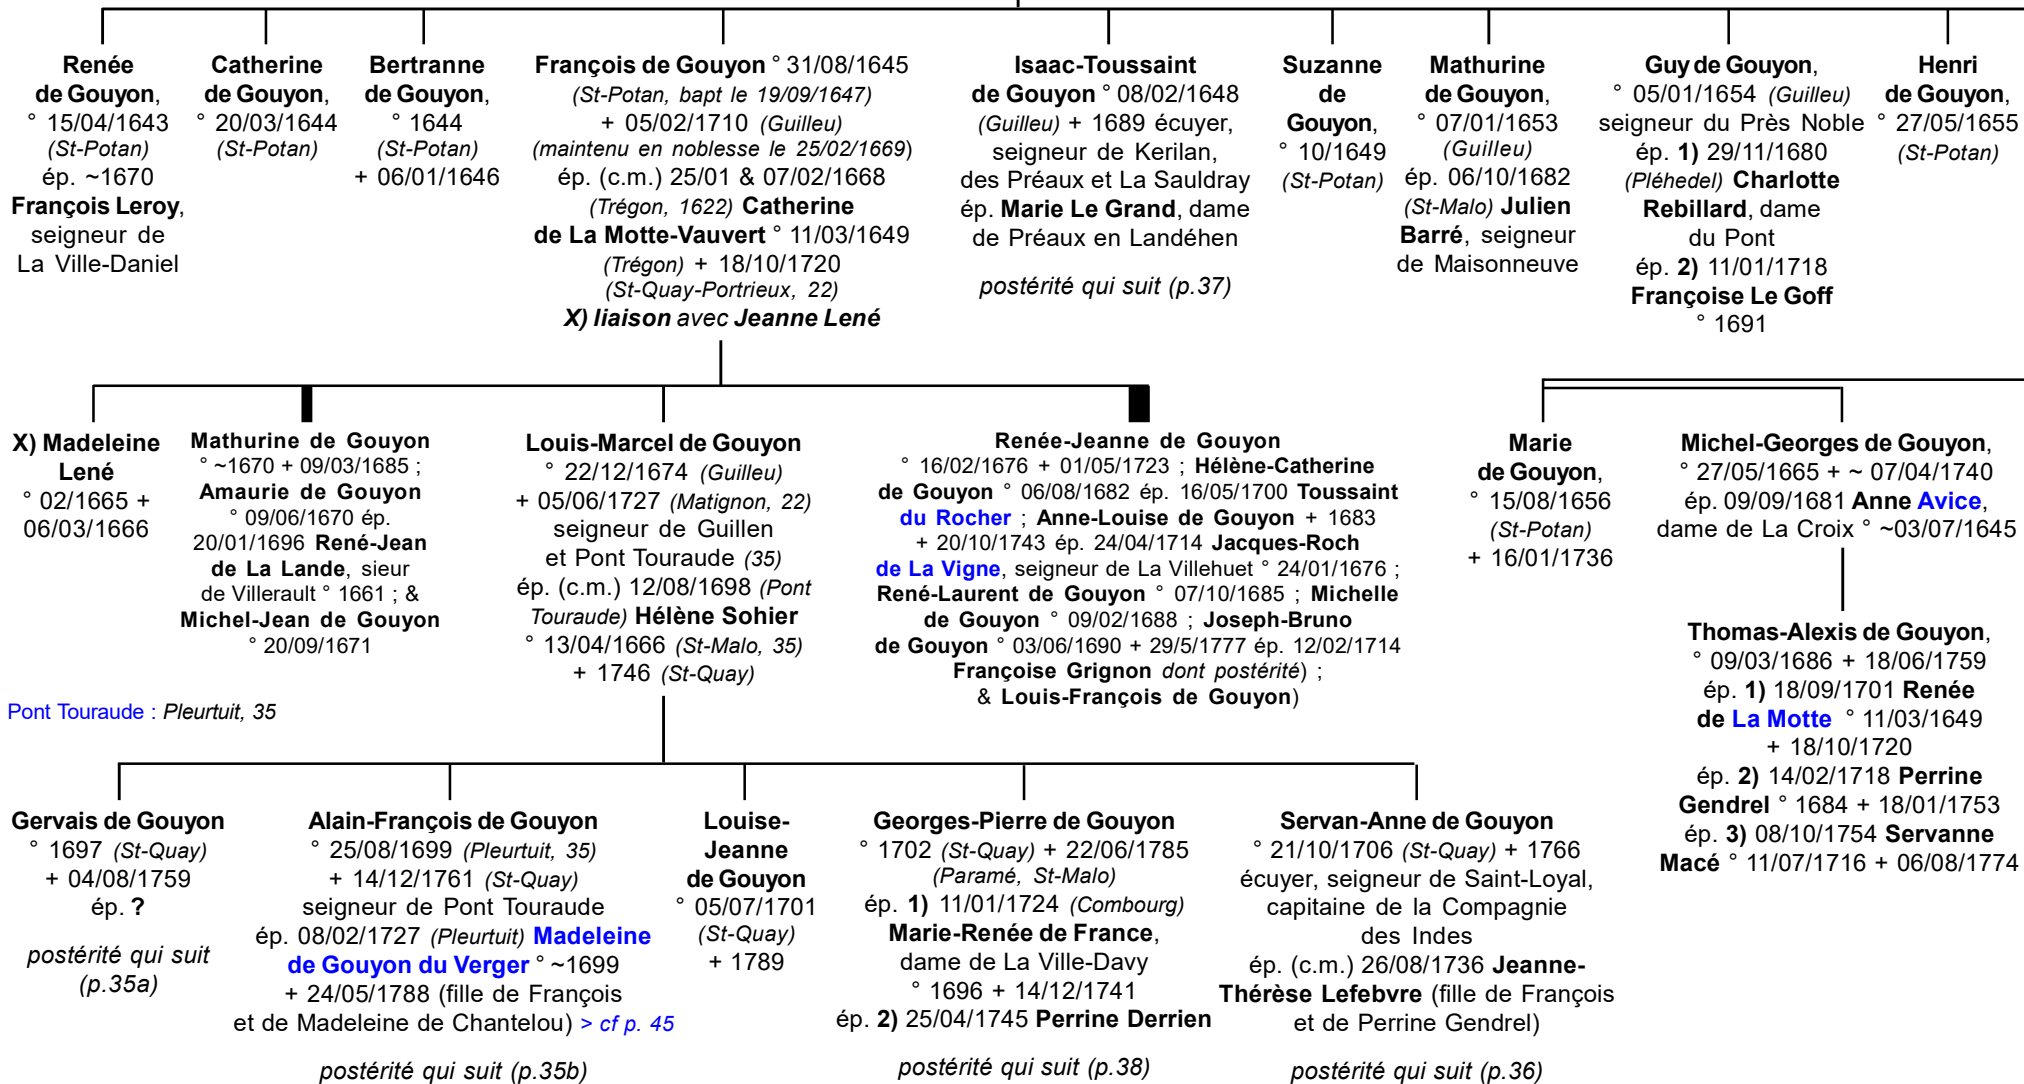 Renée
de Gouyon,
° 15/04/1643
(St-Potan)
ép. ~1670
François Leroy,
seigneur de
La Ville-Daniel
Catherine
de Gouyon,
° 20/03/1644
(St-Potan)
Bertranne
de Gouyon,
° 1644
(St-Potan)
+ 06/01/1646
François de Gouyon ° 31/08/1645
(St-Potan, bapt le 19/09/1647)
+ 05/02/1710 (Guilleu)
(maintenu en noblesse le 25/02/1669)
ép. (c.m.) 25/01 & 07/02/1668
(Trégon, 1622) Catherine
de La Motte-Vauvert ° 11/03/1649
(Trégon) + 18/10/1720
(St-Quay-Portrieux, 22)
X) liaison avec Jeanne Lené
Isaac-Toussaint
de Gouyon ° 08/02/1648
(Guilleu) + 1689 écuyer,
seigneur de Kerilan,
des Préaux et La Sauldray
ép. Marie Le Grand, dame
de Préaux en Landéhen
postérité qui suit (p.37)
Suzanne
de
Gouyon,
° 10/1649
(St-Potan)
Mathurine
de Gouyon,
° 07/01/1653
(Guilleu)
ép. 06/10/1682
(St-Malo) Julien
Barré, seigneur
de Maisonneuve
Guy de Gouyon,
° 05/01/1654 (Guilleu)
seigneur du Près Noble
ép. 1) 29/11/1680
(Pléhedel) Charlotte
Rebillard, dame
du Pont
ép. 2) 11/01/1718
Françoise Le Goff
° 1691
Henri
de Gouyon,
° 27/05/1655
(St-Potan)
X) Madeleine
Lené
° 02/1665 +
06/03/1666
Mathurine de Gouyon
° ~1670 + 09/03/1685 ;
Amaurie de Gouyon
° 09/06/1670 ép.
20/01/1696 René-Jean
de La Lande, sieur
de Villerault ° 1661 ; &
Michel-Jean de Gouyon
° 20/09/1671
Louis-Marcel de Gouyon
° 22/12/1674 (Guilleu)
+ 05/06/1727 (Matignon, 22)
seigneur de Guillen
et Pont Touraude (35)
ép. (c.m.) 12/08/1698 (Pont
Touraude) Hélène Sohier
° 13/04/1666 (St-Malo, 35)
+ 1746 (St-Quay)
Renée-Jeanne de Gouyon
° 16/02/1676 + 01/05/1723 ; Hélène-Catherine
de Gouyon ° 06/08/1682 ép. 16/05/1700 Toussaint
du Rocher ; Anne-Louise de Gouyon + 1683
+ 20/10/1743 ép. 24/04/1714 Jacques-Roch
de La Vigne, seigneur de La Villehuet ° 24/01/1676 ;
René-Laurent de Gouyon ° 07/10/1685 ; Michelle
de Gouyon ° 09/02/1688 ; Joseph-Bruno
de Gouyon ° 03/06/1690 + 29/5/1777 ép. 12/02/1714
Françoise Grignon dont postérité) ;
& Louis-François de Gouyon)
Marie
de Gouyon,
° 15/08/1656
(St-Potan)
+ 16/01/1736
Michel-Georges de Gouyon,
° 27/05/1665 + ~ 07/04/1740
ép. 09/09/1681 Anne Avice,
dame de La Croix ° ~03/07/1645
Thomas-Alexis de Gouyon,
° 09/03/1686 + 18/06/1759
ép. 1) 18/09/1701 Renée
de La Motte ° 11/03/1649
+ 18/10/1720
ép. 2) 14/02/1718 Perrine
Gendrel ° 1684 + 18/01/1753
ép. 3) 08/10/1754 Servanne
Macé ° 11/07/1716 + 06/08/1774
Pont Touraude : Pleurtuit, 35
Gervais de Gouyon
° 1697 (St-Quay)
+ 04/08/1759
ép. ?
postérité qui suit
(p.35a)
Alain-François de Gouyon
° 25/08/1699 (Pleurtuit, 35)
+ 14/12/1761 (St-Quay)
seigneur de Pont Touraude
ép. 08/02/1727 (Pleurtuit) Madeleine
de Gouyon du Verger ° ~1699
+ 24/05/1788 (fille de François
et de Madeleine de Chantelou) > cf p. 45
postérité qui suit (p.35b)
Louise-
Jeanne
de Gouyon
° 05/07/1701
(St-Quay)
+ 1789
Georges-Pierre de Gouyon
° 1702 (St-Quay) + 22/06/1785
(Paramé, St-Malo)
ép. 1) 11/01/1724 (Combourg)
Marie-Renée de France,
dame de La Ville-Davy
° 1696 + 14/12/1741
ép. 2) 25/04/1745 Perrine Derrien
postérité qui suit (p.38)
Servan-Anne de Gouyon
° 21/10/1706 (St-Quay) + 1766
écuyer, seigneur de Saint-Loyal,
capitaine de la Compagnie
des Indes
ép. (c.m.) 26/08/1736 Jeanne-
Thérèse Lefebvre (fille de François
et de Perrine Gendrel)
postérité qui suit (p.36)